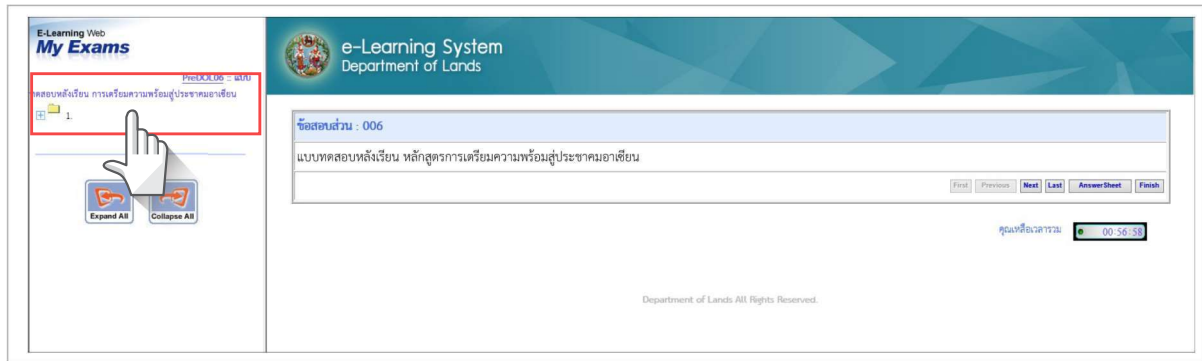 E-Learning Web
My Exams
PreDOL06 :: แบบ
ทดสอบหลังเรียน การเตรียมความพร้อมสู่ประชาคมอาเซียน
1.
Expand All
Collapse All
e-Learning System
Department of Lands
ข้อสอบส่วน : 006
แบบทดสอบหลังเรียน หลักสูตรการเตรียมความพร้อมสู่ประชาคมอาเซียน
First Previous Next Last AnswerSheet Finish
คุณเหลือเวลารวม 00:56:58
Department of Lands All Rights Reserved.